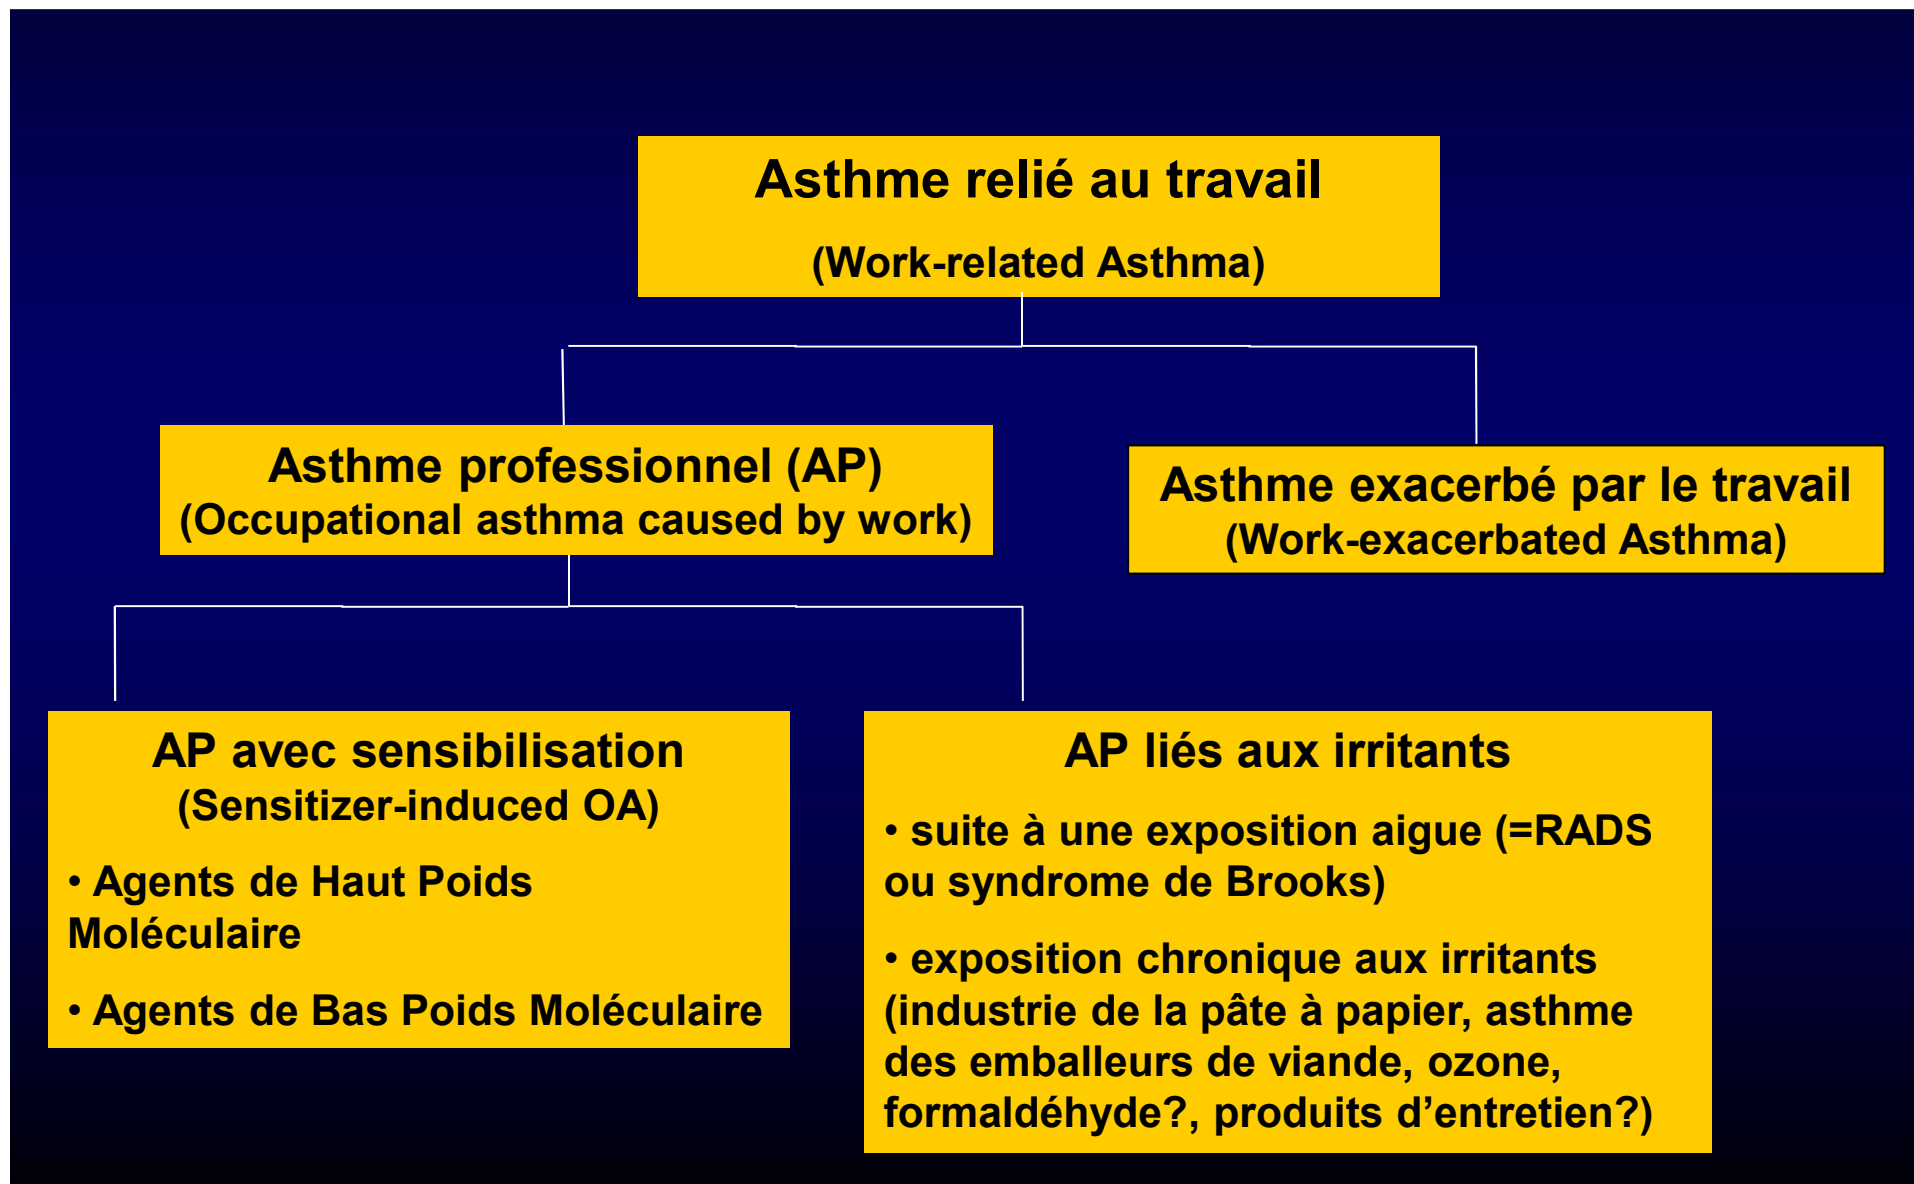 Asthme relié au travail
(Work-related Asthma)
Asthme professionnel (AP)
(Occupational asthma caused by work)
Asthme exacerbé par le travail
(Work-exacerbated Asthma)
AP avec sensibilisation
(Sensitizer-induced OA)
• Agents de Haut Poids
Moléculaire
• Agents de Bas Poids Moléculaire
AP liés aux irritants
• suite à une exposition aigue (=RADS
ou syndrome de Brooks)
• exposition chronique aux irritants
(industrie de la pâte à papier, asthme
des emballeurs de viande, ozone,
formaldéhyde?, produits d’entretien?)